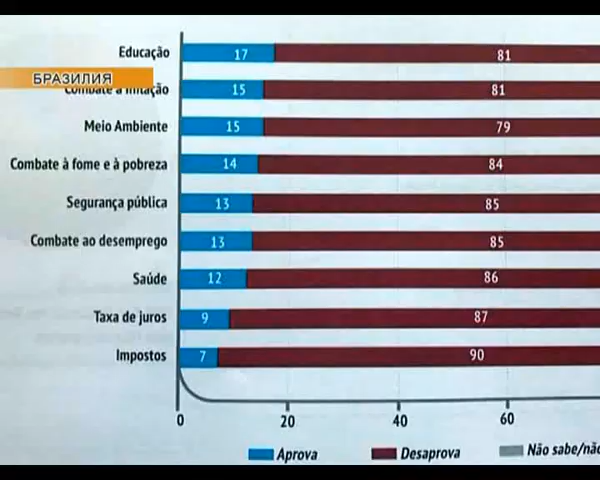 Educação 17 81
БРАЗИЛИЯ
Combate à inflação 15 81
Meio Ambiente 15 79
Combate à fome e à pobreza 14 84
Segurança pública 13 85
Combate ao desemprego 13 85
Saúde 12 86
Taxa de juros 9 87
Impostos 7 90
0 20 40 60
Aprova Desaprova Não sabe/não